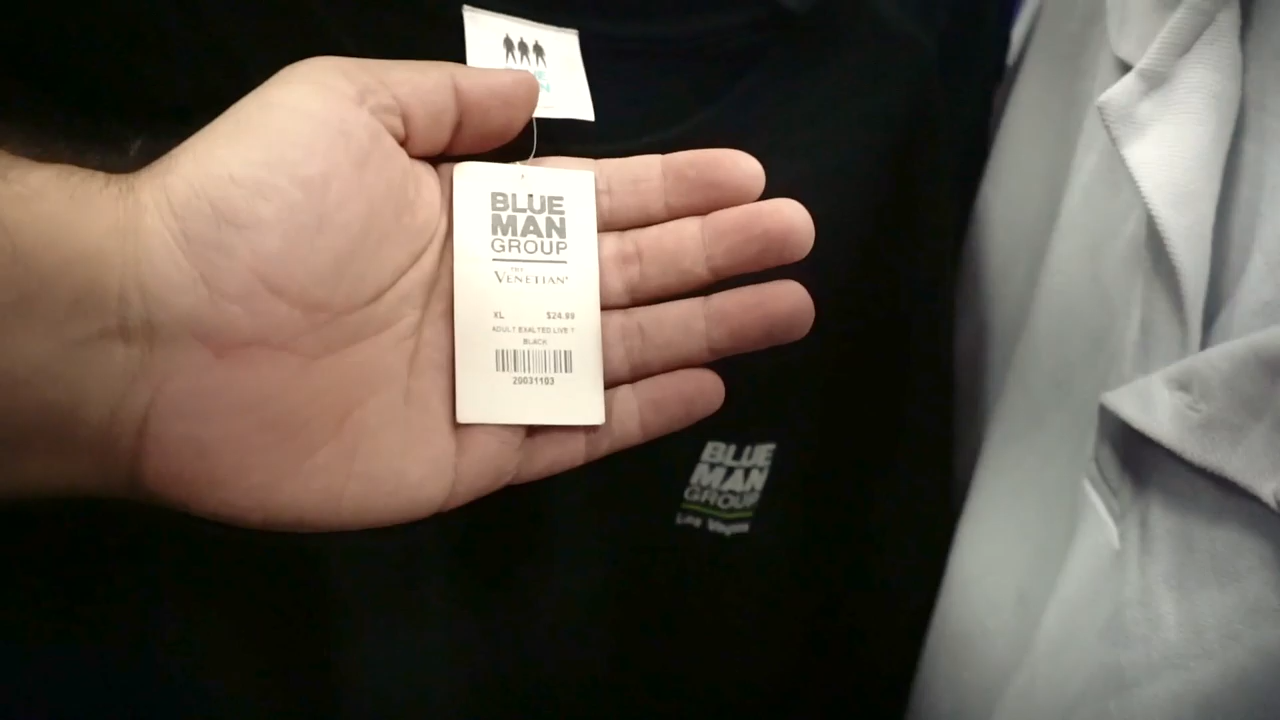 BLUE
MAN
GROUP
THE
VENETIAN
XL $24.99
ADULT EXALTED LIVE T
BLACK
20031103
BLUE
MAN
GROUP
Las Vegas